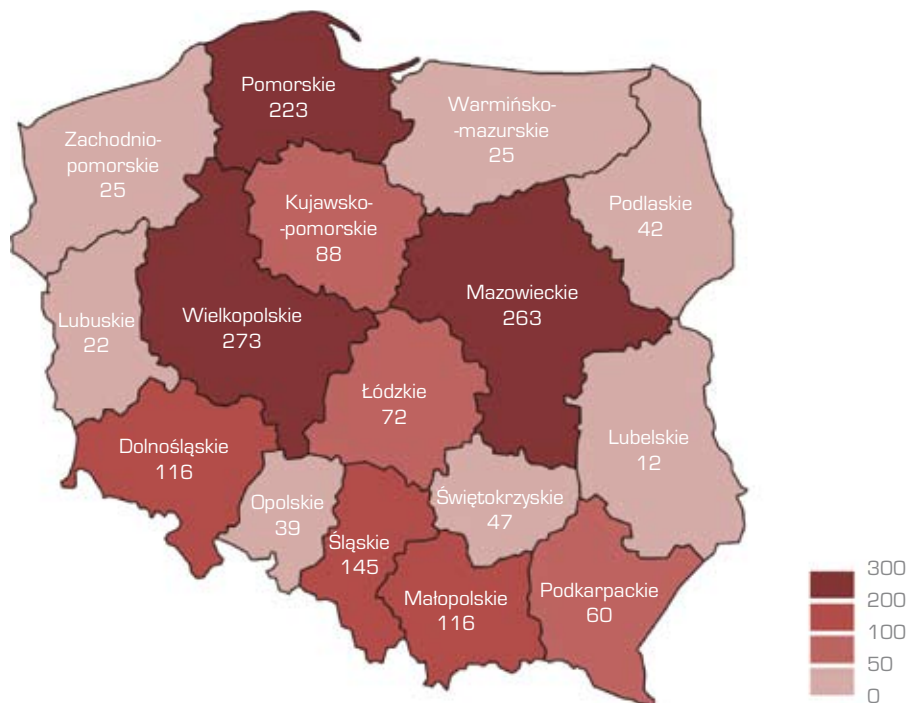 Pomorskie
223
Warmińsko-
-mazurskie
25
Zachodnio-
pomorskie
25
Podlaskie
42
Kujawsko-
-pomorskie
88
Mazowieckie
263
Wielkopolskie
273
Lubuskie
22
Łódzkie
72
Dolnośląskie
116
Lubelskie
12
Opolskie
39
Świętokrzyskie
47
Śląskie
145
Małopolskie
116
Podkarpackie
60
300
200
100
50
0